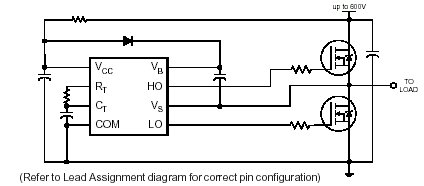 up to 600V
VCC VB
RT HO
CT VS
COM LO
TO
LOAD
(Refer to Lead Assignment diagram for correct pin configuration)